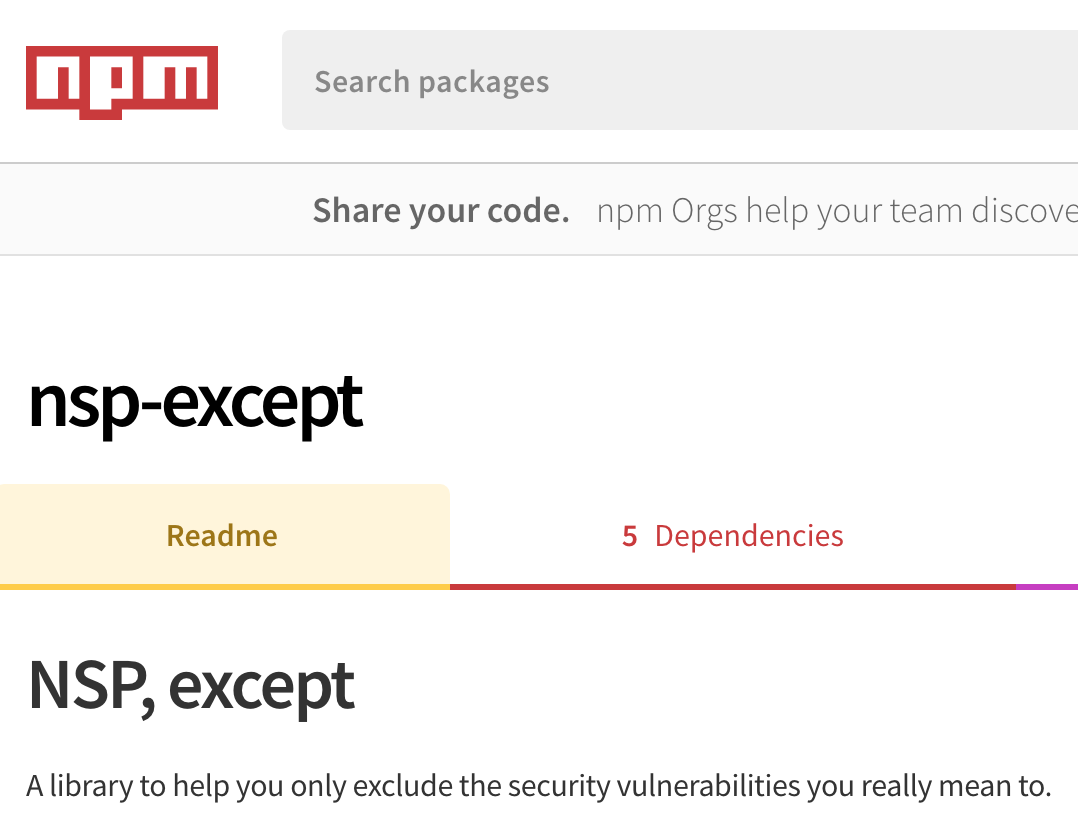 npm
Search packages
Share your code. npm Orgs help your team discove
nsp-except
Readme
5 Dependencies
NSP, except
A library to help you only exclude the security vulnerabilities you really mean to.